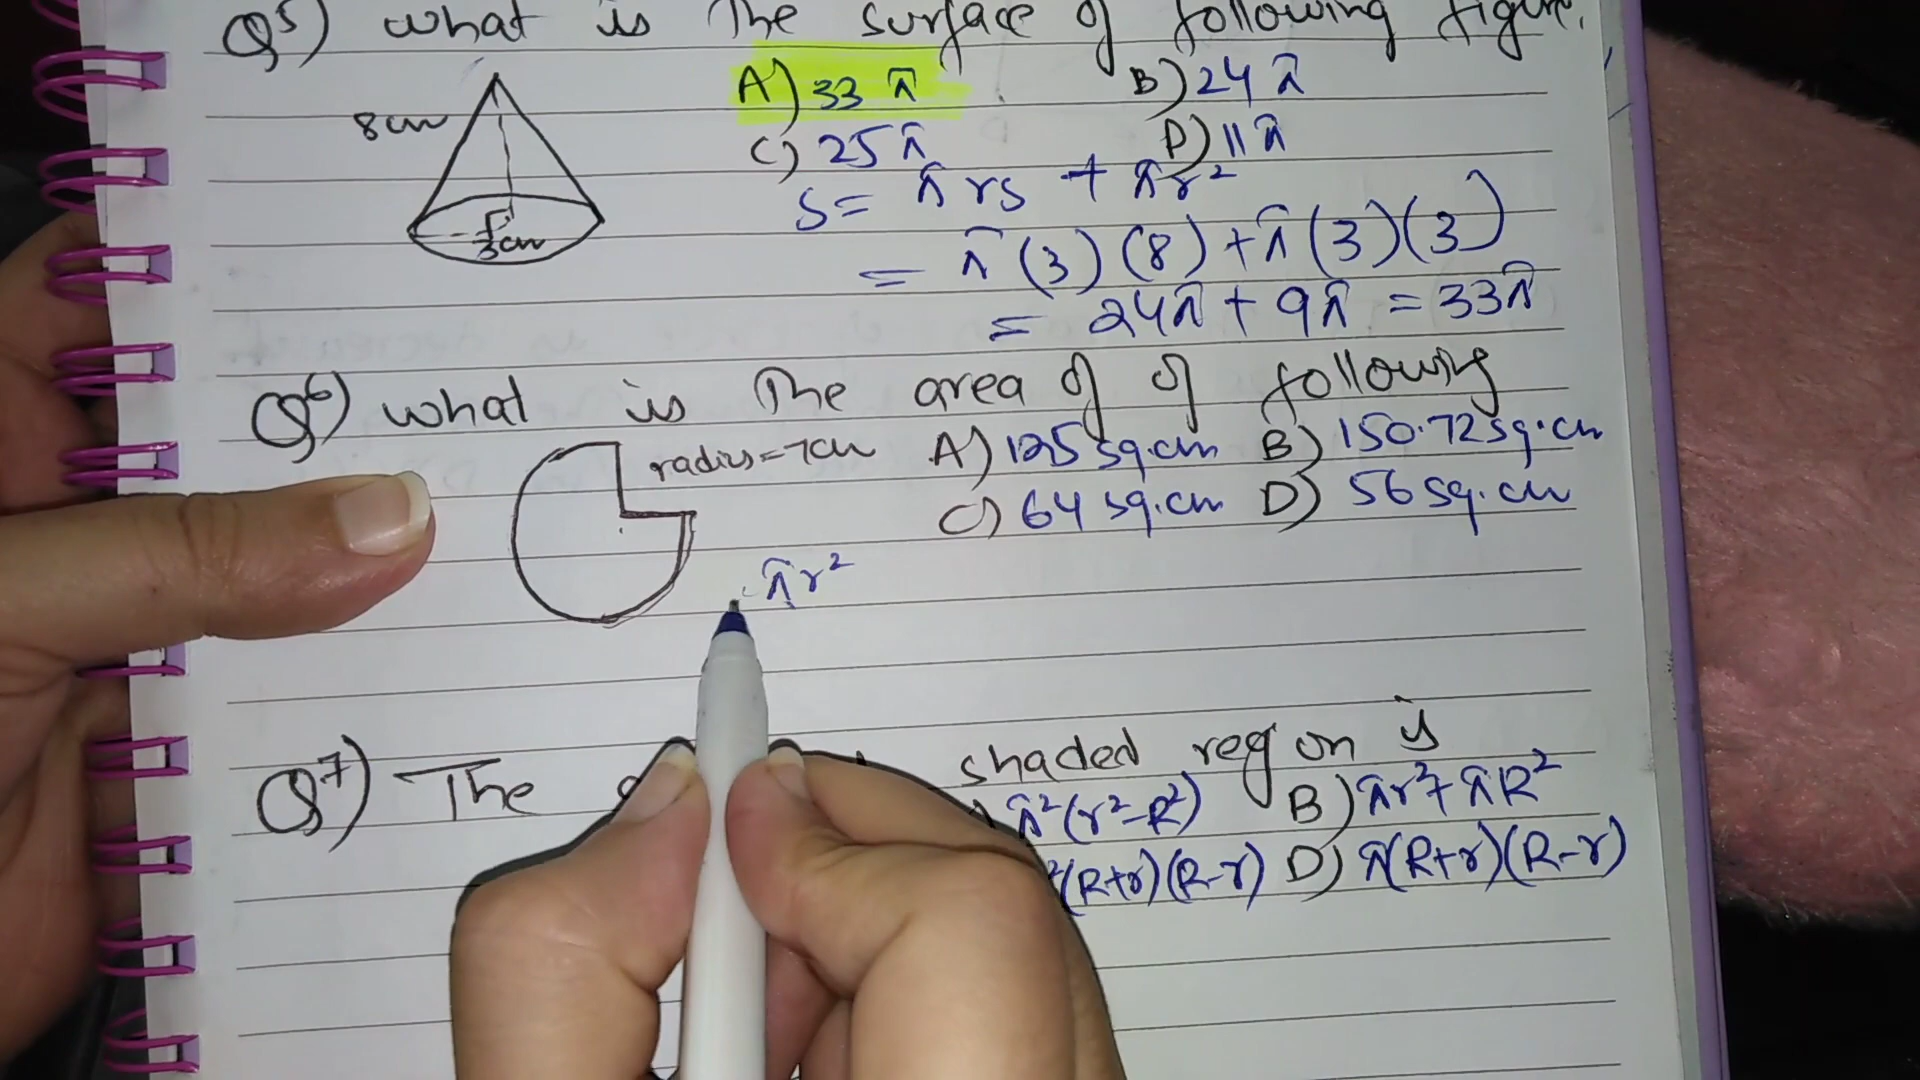 Q5) what is The surface of following figure.
8cm
3cm
A) 33 π B) 24 π
C) 25 π D) 11 π
S = π rs + πr²
= π (3) (8) + π (3)(3)
= 24π + 9π = 33π
Q6) what is The area of of following
radius = 7cm A) 125 sq.cm B) 150.72 sq.cm
C) 64 sq.cm D) 56 sq.cm
πr²
Q7) The shaded region is
π²(r²-R²) B) πr²+πR²
(R+r)(R-r) D) π(R+r)(R-r)